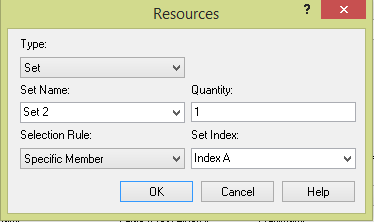 Resources
?
Type:
Set
Set Name: Quantity:
Set 2 1
Selection Rule: Set Index:
Specific Member Index A
OK Cancel Help